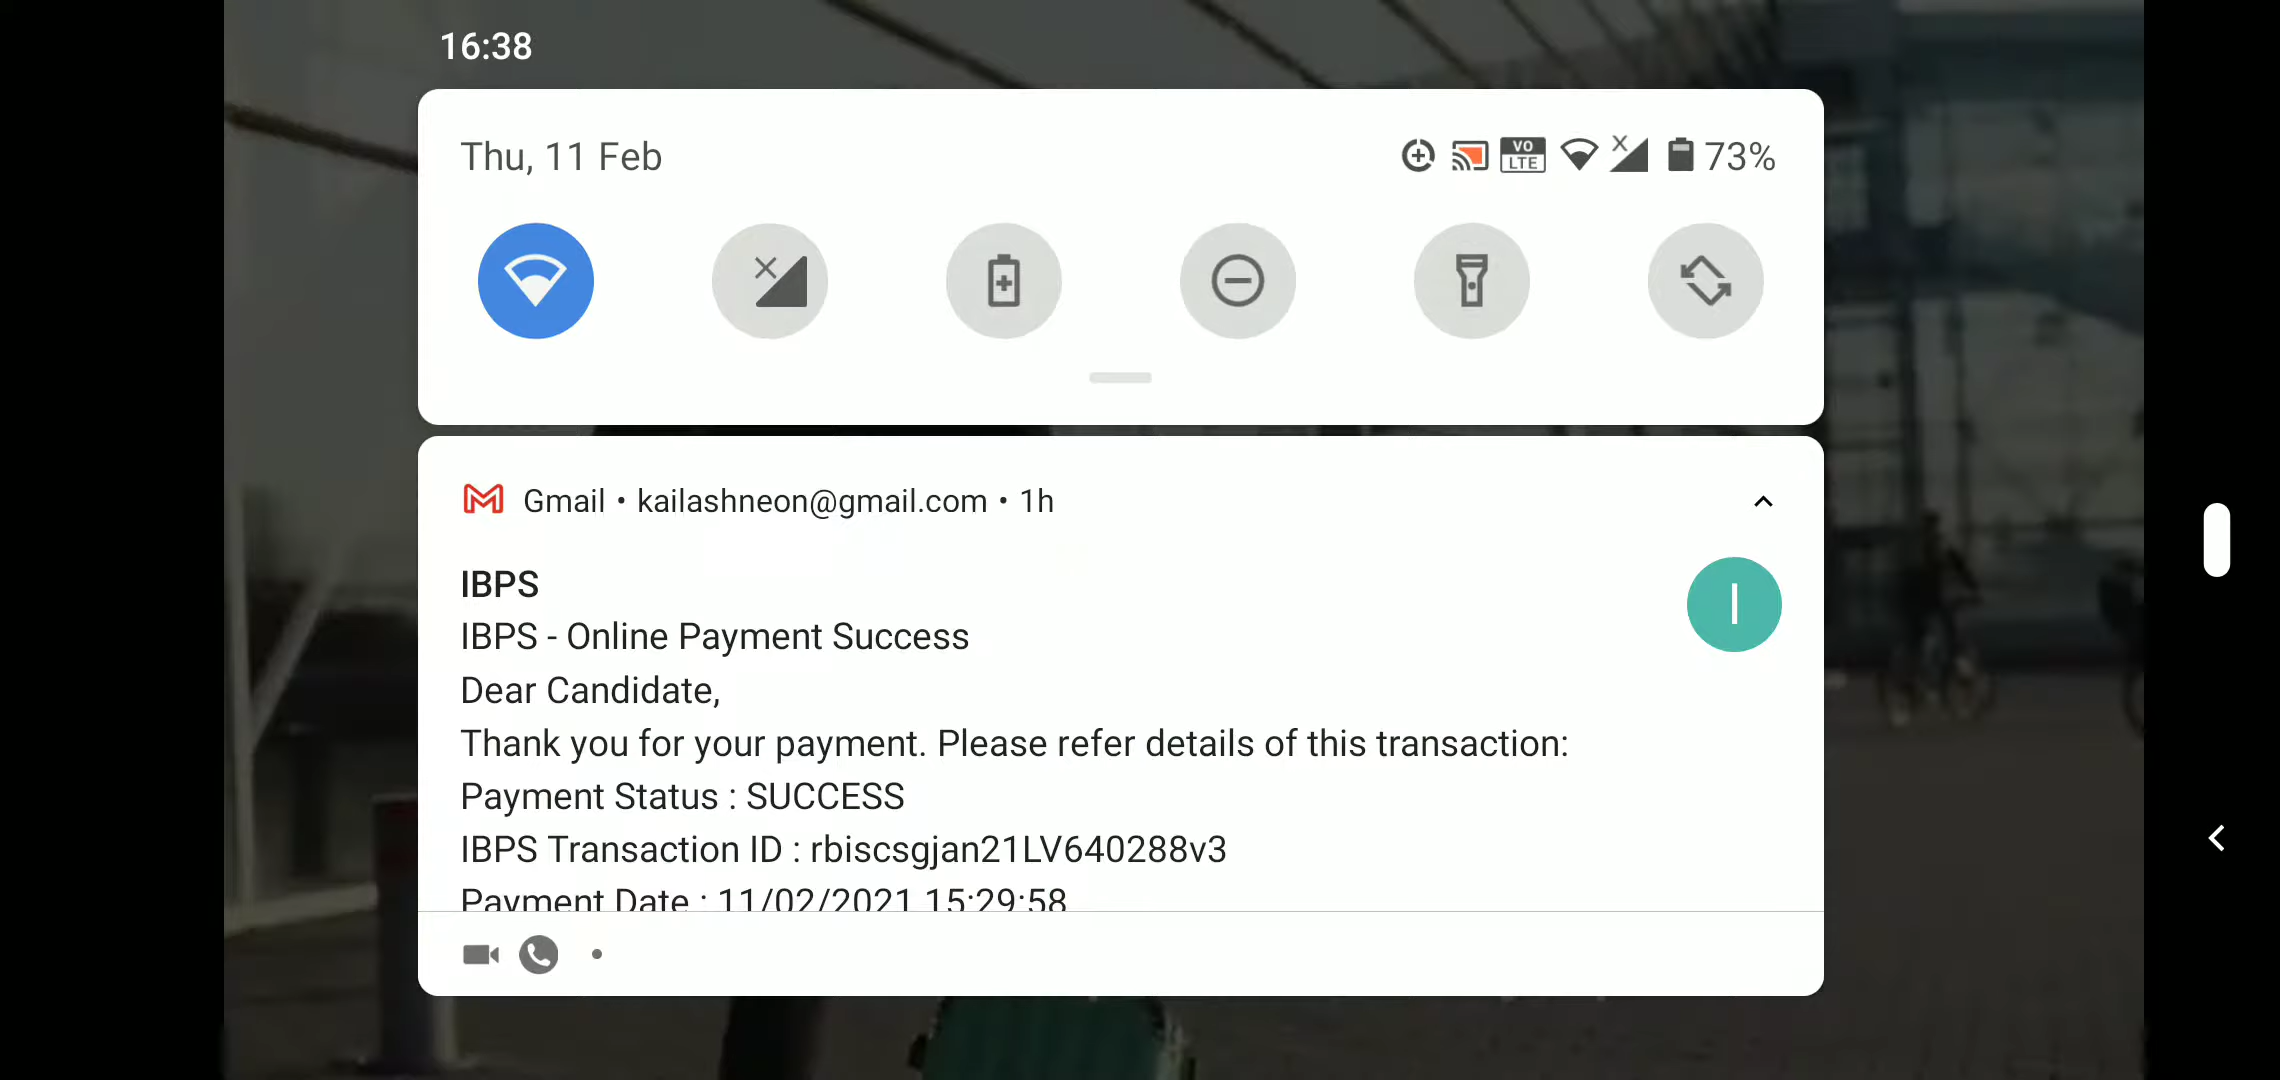 16:38
Thu, 11 Feb
VO
LTE
73%
Gmail • kailashneon@gmail.com • 1h
IBPS
I
IBPS - Online Payment Success
Dear Candidate,
Thank you for your payment. Please refer details of this transaction:
Payment Status : SUCCESS
IBPS Transaction ID : rbiscsgjan21LV640288v3
Payment Date : 11/02/2021 15:29:58